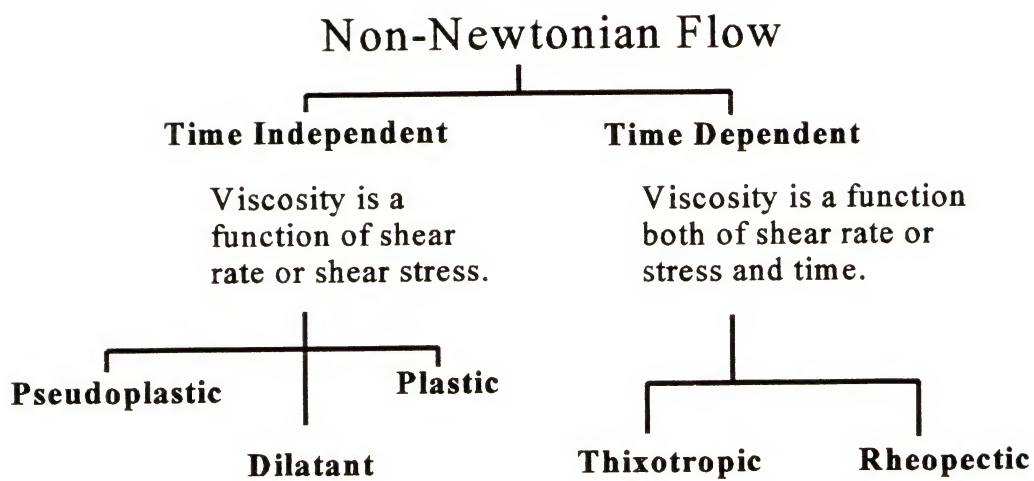 Non-Newtonian Flow
Time Independent
Time Dependent
Viscosity is a
function of shear
rate or shear stress.
Viscosity is a function
both of shear rate or
stress and time.
Pseudoplastic
Plastic
Dilatant
Thixotropic
Rheopectic